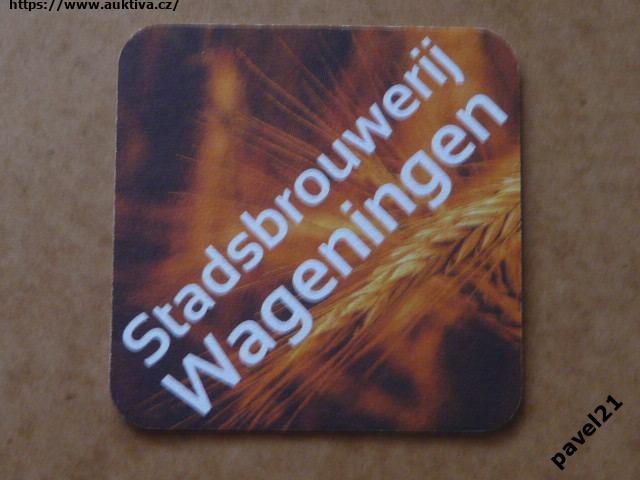 https://www.auktiva.cz/
Stadsbrouwerij
Wageningen
pavel21